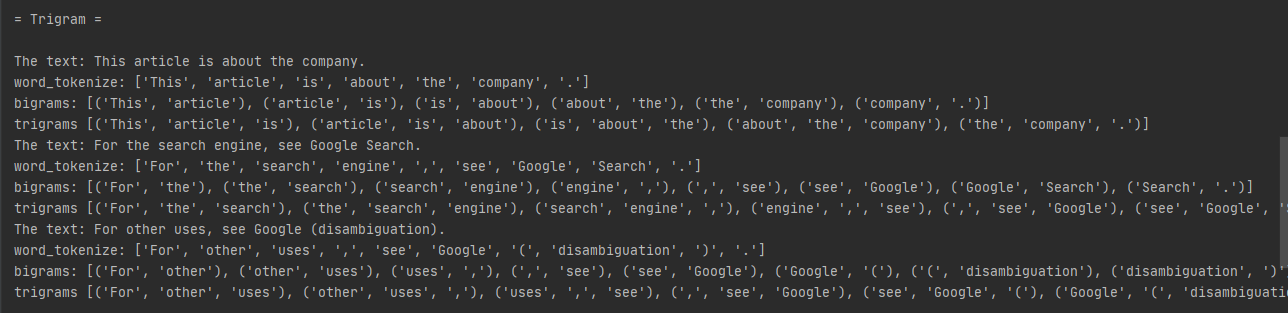 = Trigram =
The text: This article is about the company.
word_tokenize: ['This', 'article', 'is', 'about', 'the', 'company', '.']
bigrams: [('This', 'article'), ('article', 'is'), ('is', 'about'), ('about', 'the'), ('the', 'company'), ('company', '.')]
trigrams [('This', 'article', 'is'), ('article', 'is', 'about'), ('is', 'about', 'the'), ('about', 'the', 'company'), ('the', 'company', '.')]
The text: For the search engine, see Google Search.
word_tokenize: ['For', 'the', 'search', 'engine', ',', 'see', 'Google', 'Search', '.']
bigrams: [('For', 'the'), ('the', 'search'), ('search', 'engine'), ('engine', ','), (',', 'see'), ('see', 'Google'), ('Google', 'Search'), ('Search', '.')]
trigrams [('For', 'the', 'search'), ('the', 'search', 'engine'), ('search', 'engine', ','), ('engine', ',', 'see'), (',', 'see', 'Google'), ('see', 'Google', '
The text: For other uses, see Google (disambiguation).
word_tokenize: ['For', 'other', 'uses', ',', 'see', 'Google', '(', 'disambiguation', ')', '.']
bigrams: [('For', 'other'), ('other', 'uses'), ('uses', ','), (',', 'see'), ('see', 'Google'), ('Google', '('), ('(', 'disambiguation'), ('disambiguation', ')')
trigrams [('For', 'other', 'uses'), ('other', 'uses', ','), ('uses', ',', 'see'), (',', 'see', 'Google'), ('see', 'Google', '('), ('Google', '(', 'disambiguati